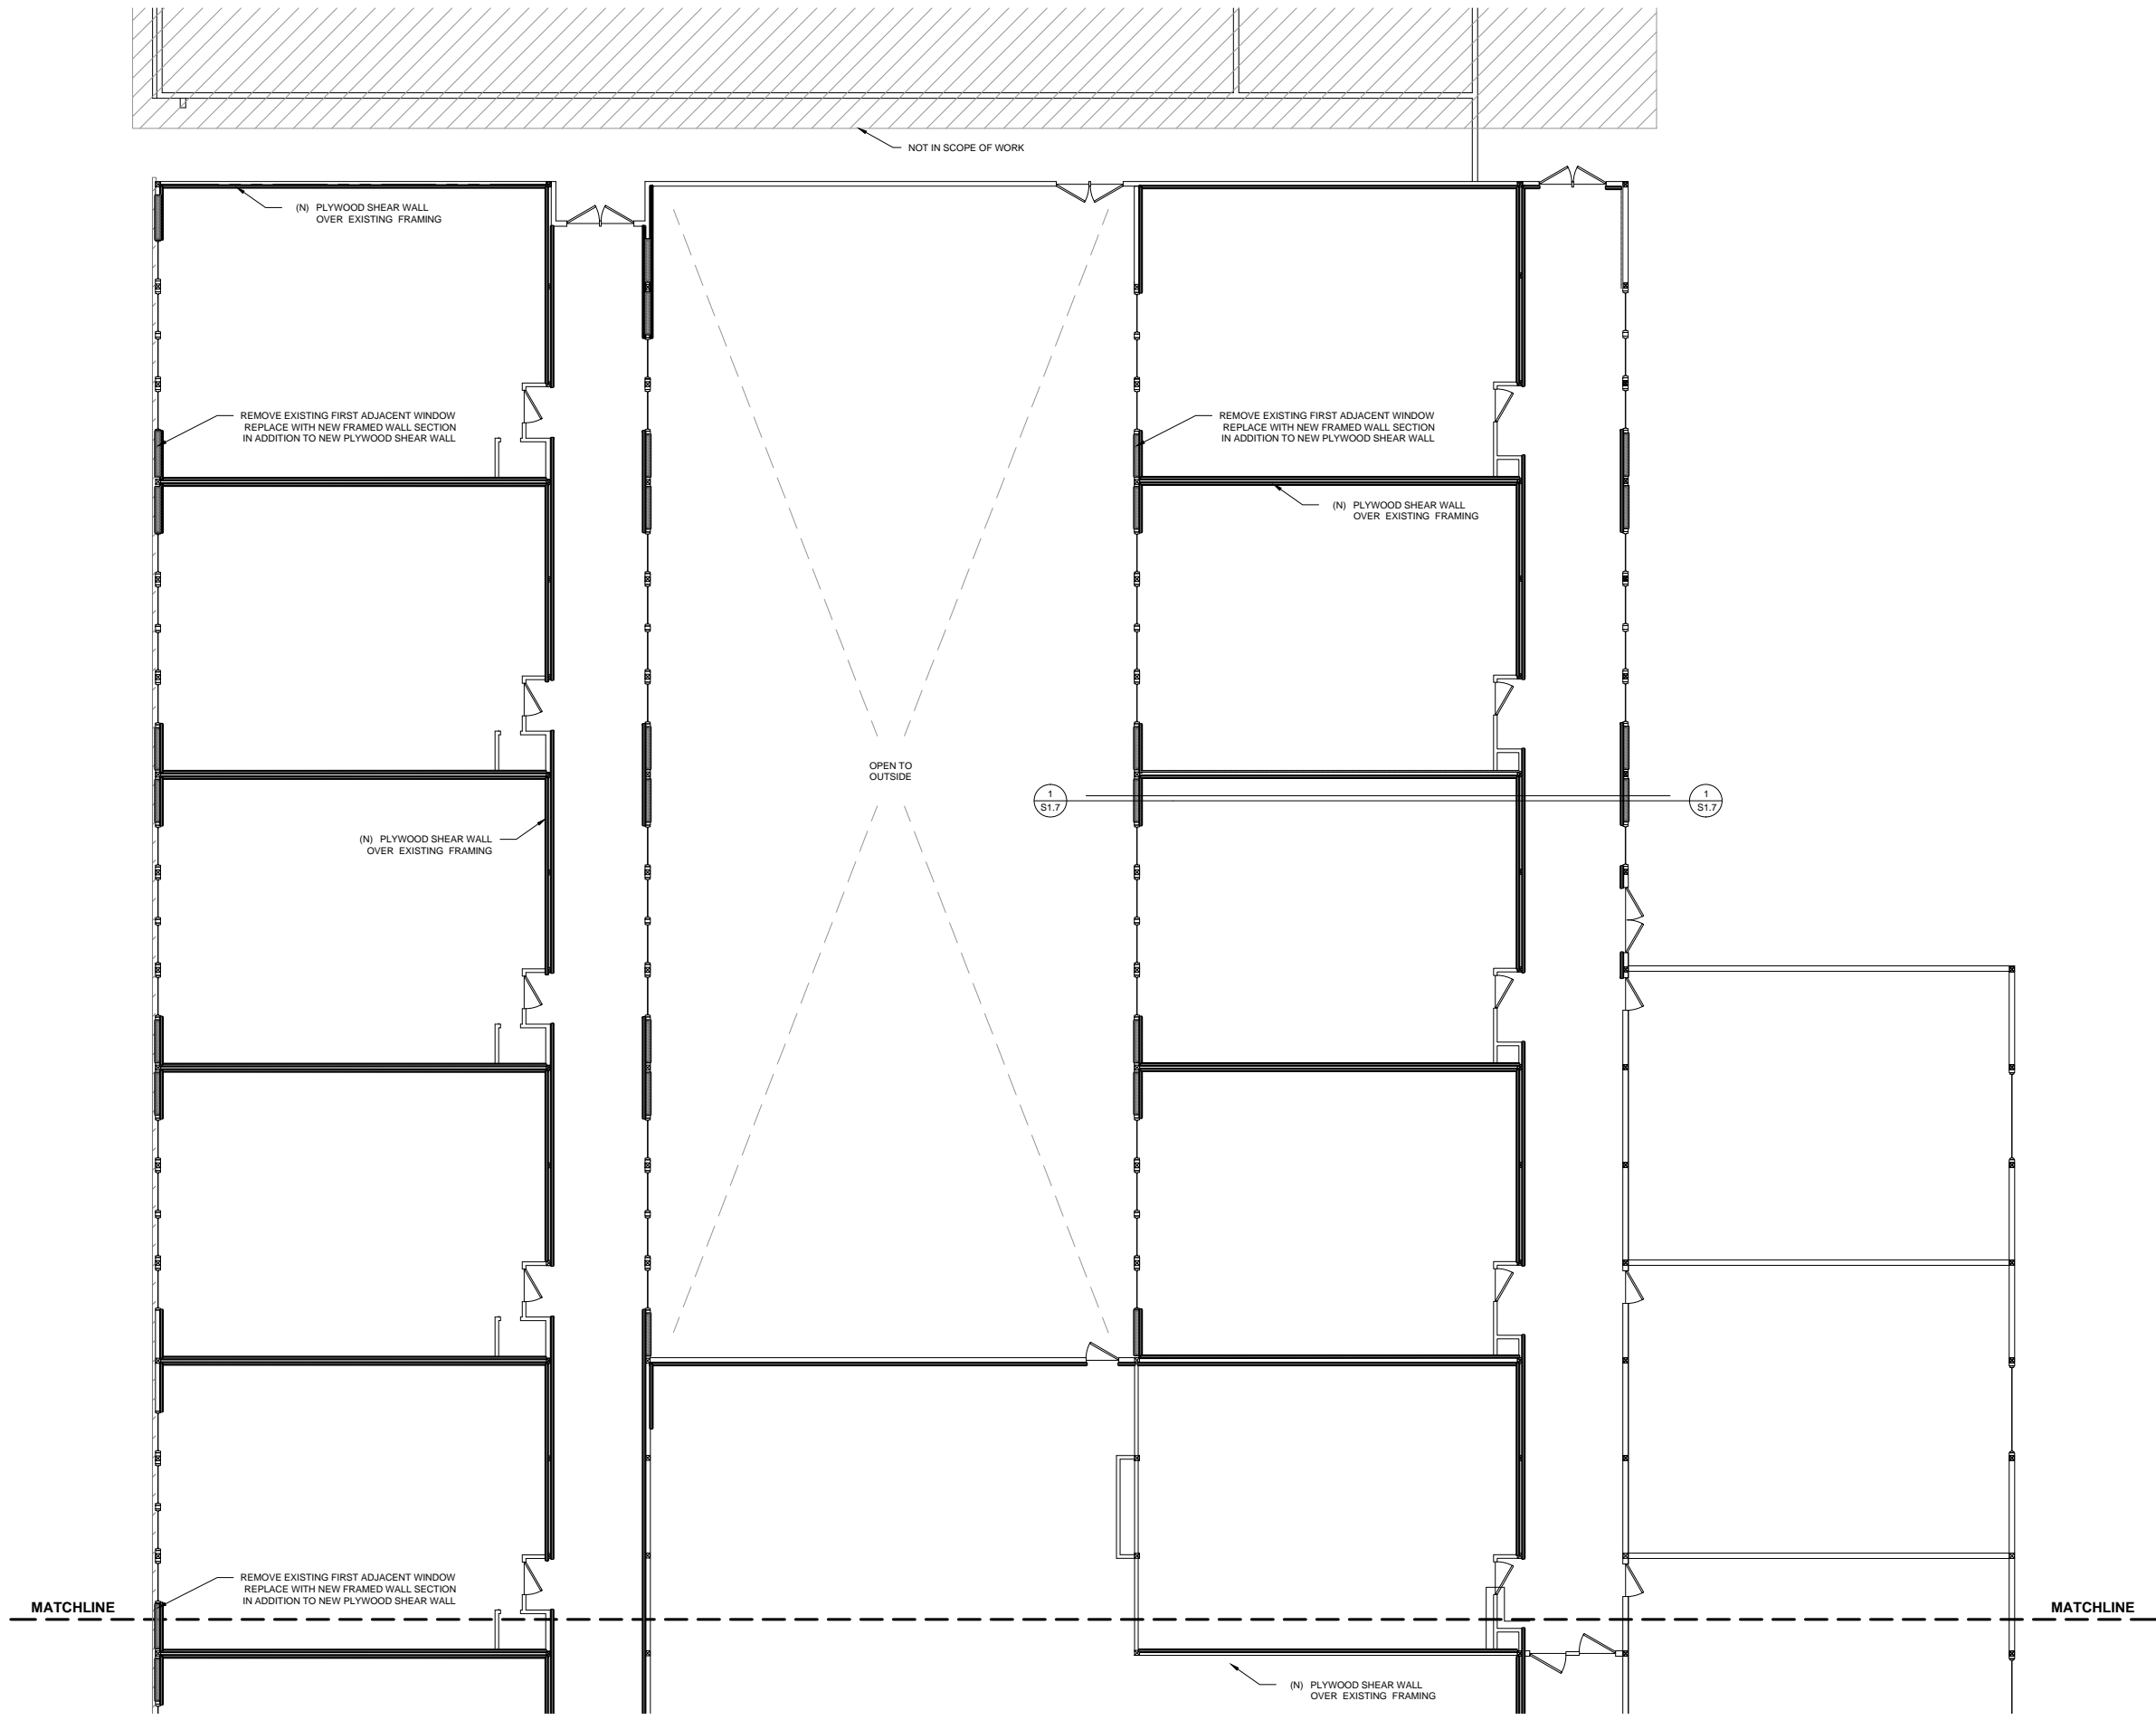 NOT IN SCOPE OF WORK
(N) PLYWOOD SHEAR WALL
OVER EXISTING FRAMING
REMOVE EXISTING FIRST ADJACENT WINDOW
REPLACE WITH NEW FRAMED WALL SECTION
IN ADDITION TO NEW PLYWOOD SHEAR WALL
REMOVE EXISTING FIRST ADJACENT WINDOW
REPLACE WITH NEW FRAMED WALL SECTION
IN ADDITION TO NEW PLYWOOD SHEAR WALL
(N) PLYWOOD SHEAR WALL
OVER EXISTING FRAMING
OPEN TO
OUTSIDE
1
S1.7
1
S1.7
(N) PLYWOOD SHEAR WALL
OVER EXISTING FRAMING
REMOVE EXISTING FIRST ADJACENT WINDOW
REPLACE WITH NEW FRAMED WALL SECTION
IN ADDITION TO NEW PLYWOOD SHEAR WALL
MATCHLINE
MATCHLINE
(N) PLYWOOD SHEAR WALL
OVER EXISTING FRAMING